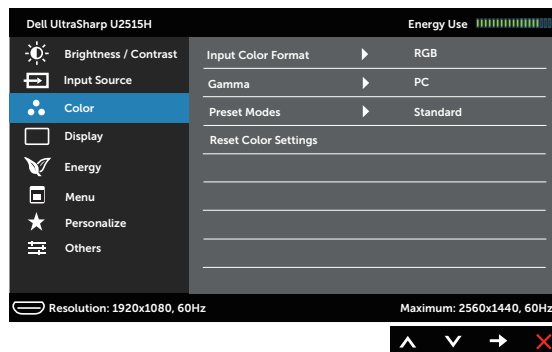 Dell UltraSharp U2515H Energy Use
Brightness / Contrast
Input Source
Color
Display
Energy
Menu
Personalize
Others
Input Color Format RGB
Gamma PC
Preset Modes Standard
Reset Color Settings
Resolution: 1920x1080, 60Hz Maximum: 2560x1440, 60Hz